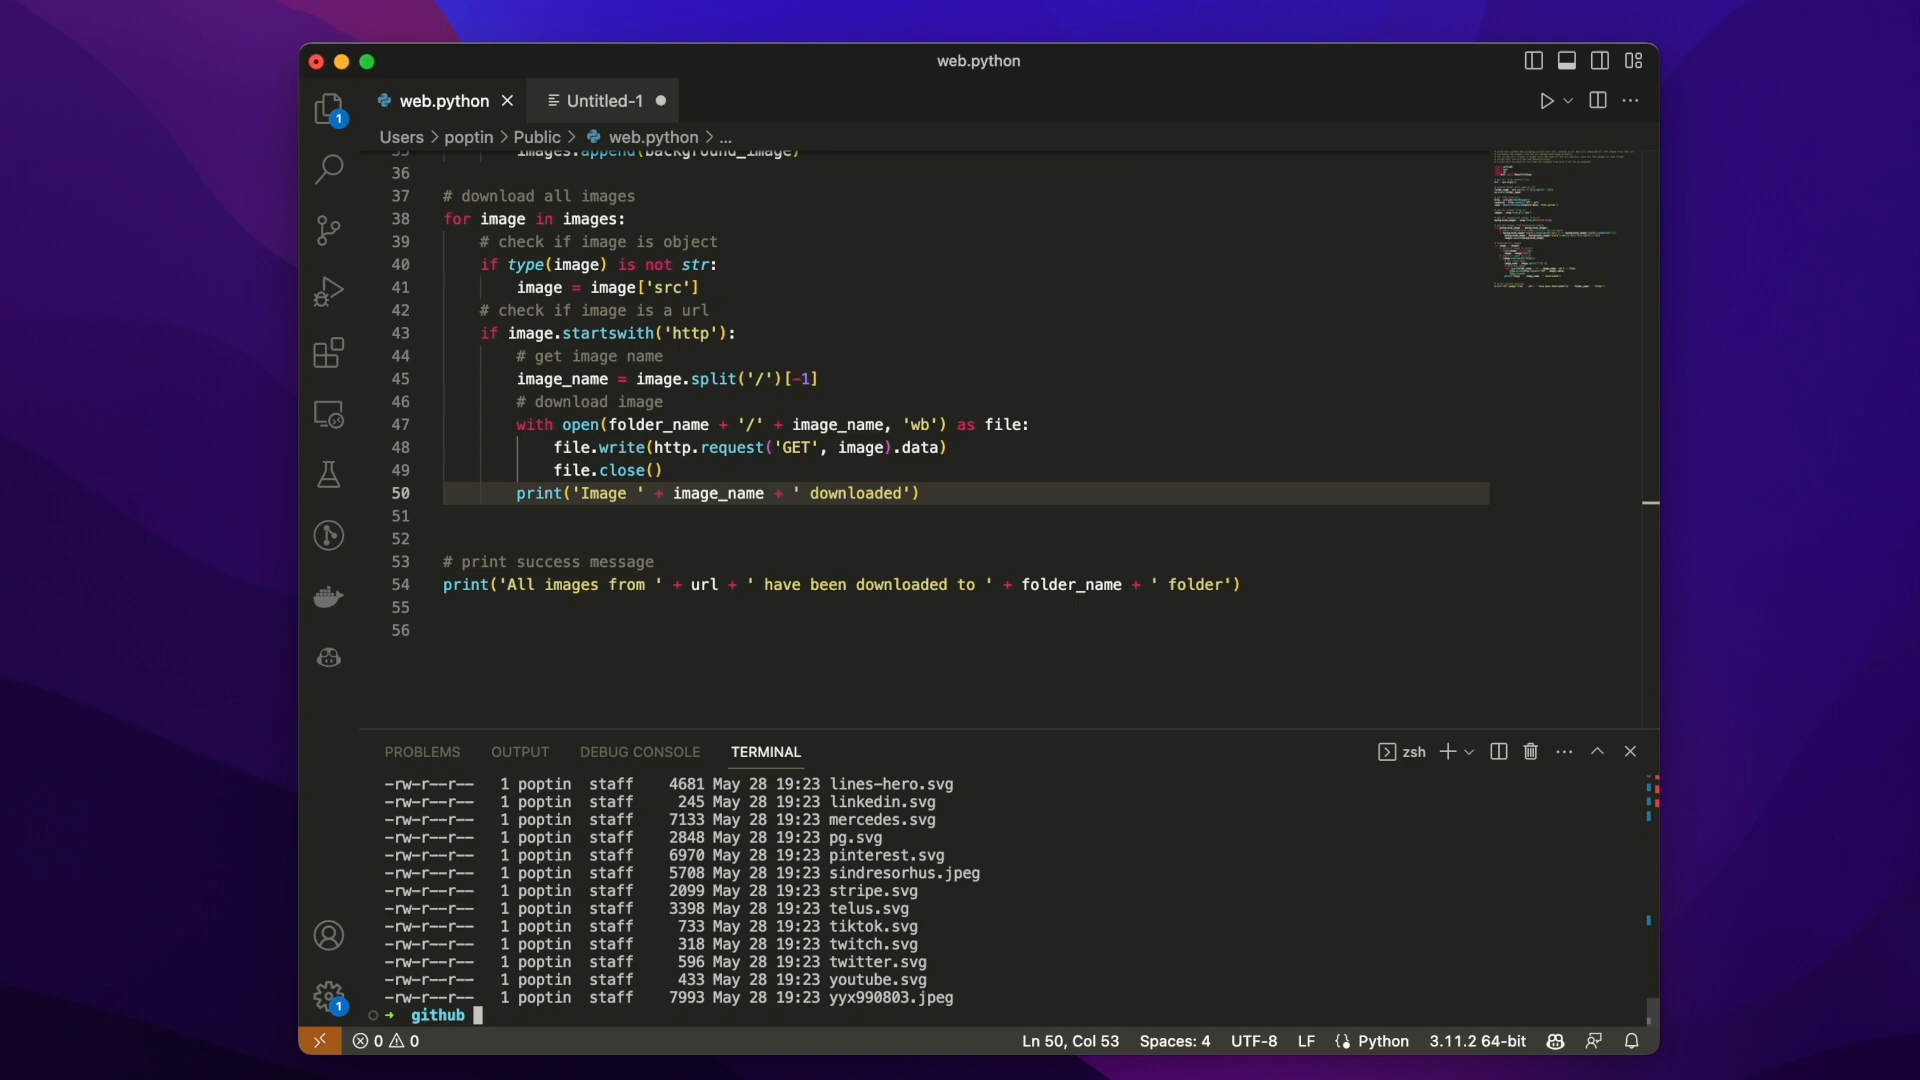 web.python
web.python
Untitled-1
1
Users > poptin > Public > web.python > ...
35 images.append(background_image)
36
37 # download all images
38 for image in images:
39 # check if image is object
40 if type(image) is not str:
41 image = image['src']
42 # check if image is a url
43 if image.startswith('http'):
44 # get image name
45 image_name = image.split('/')[-1]
46 # download image
47 with open(folder_name + '/' + image_name, 'wb') as file:
48 file.write(http.request('GET', image).data)
49 file.close()
50 print('Image ' + image_name + ' downloaded')
51
52
53 # print success message
54 print('All images from ' + url + ' have been downloaded to ' + folder_name + ' folder')
55
56
PROBLEMS OUTPUT DEBUG CONSOLE TERMINAL zsh
-rw-r--r-- 1 poptin staff 4681 May 28 19:23 lines-hero.svg
-rw-r--r-- 1 poptin staff 245 May 28 19:23 linkedin.svg
-rw-r--r-- 1 poptin staff 7133 May 28 19:23 mercedes.svg
-rw-r--r-- 1 poptin staff 2848 May 28 19:23 pg.svg
-rw-r--r-- 1 poptin staff 6970 May 28 19:23 pinterest.svg
-rw-r--r-- 1 poptin staff 5708 May 28 19:23 sindresorhus.jpeg
-rw-r--r-- 1 poptin staff 2099 May 28 19:23 stripe.svg
-rw-r--r-- 1 poptin staff 3398 May 28 19:23 telus.svg
-rw-r--r-- 1 poptin staff 733 May 28 19:23 tiktok.svg
-rw-r--r-- 1 poptin staff 318 May 28 19:23 twitch.svg
-rw-r--r-- 1 poptin staff 596 May 28 19:23 twitter.svg
-rw-r--r-- 1 poptin staff 433 May 28 19:23 youtube.svg
-rw-r--r-- 1 poptin staff 7993 May 28 19:23 yyx990803.jpeg
1
➜ github
0 0 Ln 50, Col 53 Spaces: 4 UTF-8 LF Python 3.11.2 64-bit